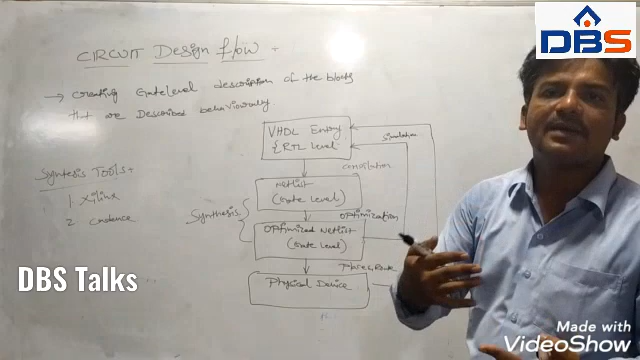 DBS
CIRCUIT Design flow
→ creating GateLevel description of the blocks
that we Described behaviourally.
VHDL Entry
RTL Level
Simulation
compilation
Synthesis Tools
1. Xilinx
2. cadence
Netlist
(Gate Level)
Synthesis
optimization
optimized Netlist
(Gate Level)
Place & Route
Physical Device
DBS Talks
Made with
VideoShow